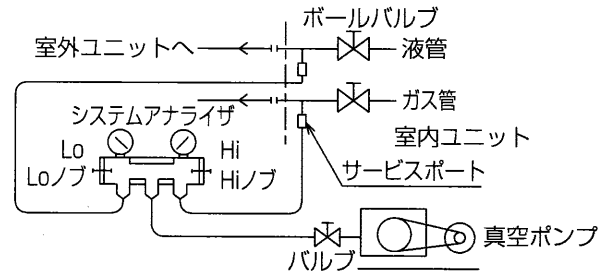 ボールバルブ
室外ユニットへ
液管
ガス管
システムアナライザ
室内ユニット
Lo
Hi
サービスポート
Loノブ
Hiノブ
真空ポンプ
バルブ